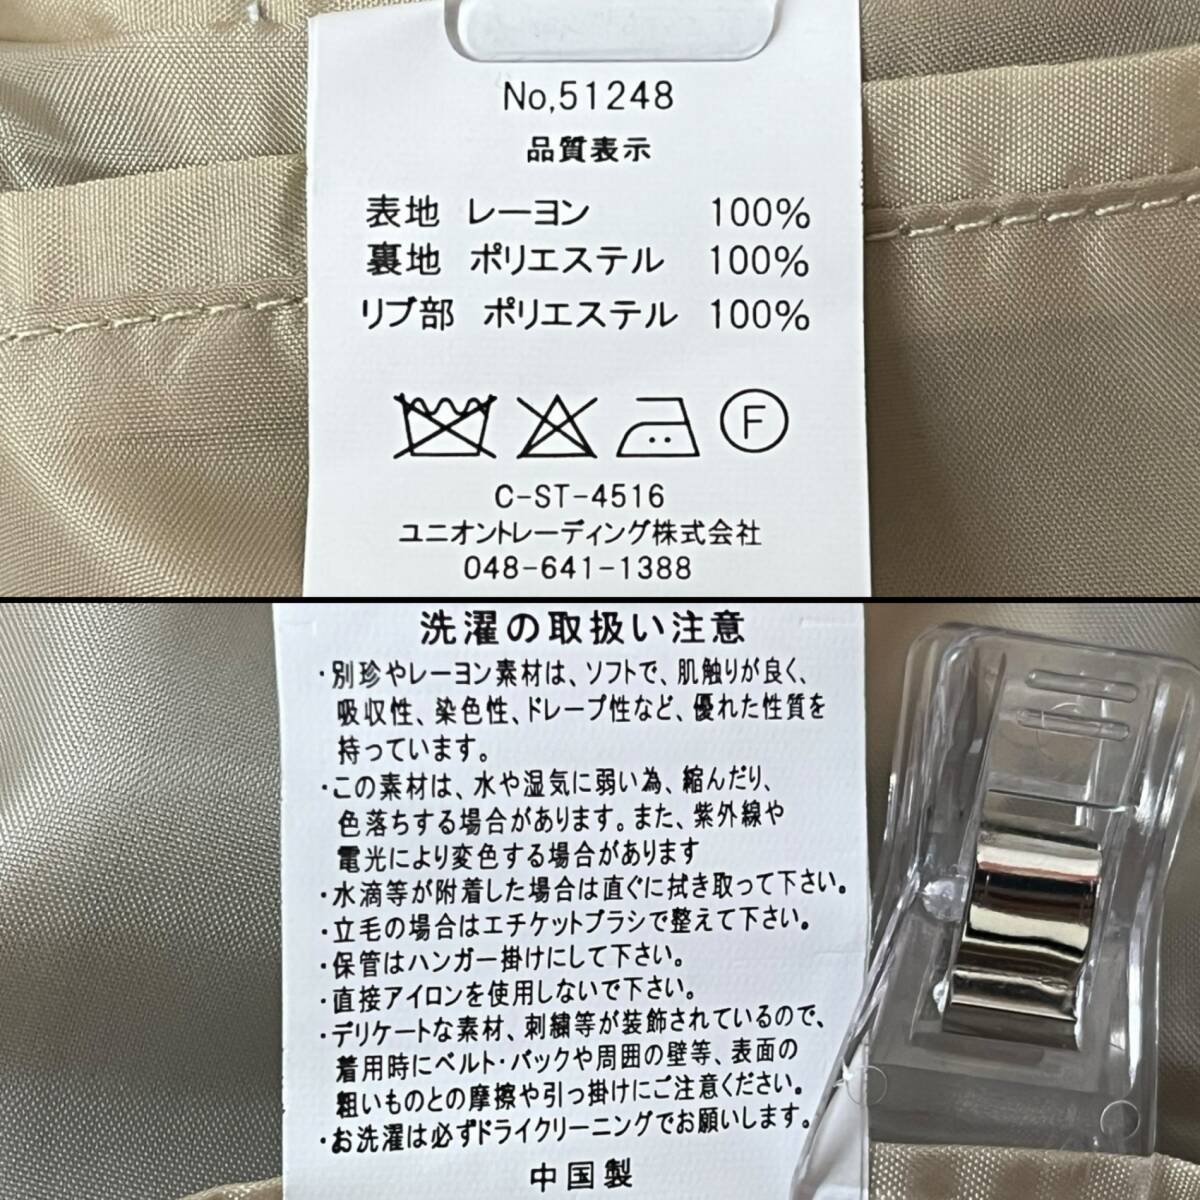 No,51248
品質表示
表地 レーヨン 100%
裏地 ポリエステル 100%
リブ部 ポリエステル 100%
F
C-ST-4516
ユニオントレーディング株式会社
048-641-1388
洗濯の取扱い注意
・別珍やレーヨン素材は、ソフトで、肌触りが良く、
吸収性、染色性、ドレープ性など、優れた性質を
持っています。
・この素材は、水や湿気に弱い為、縮んだり、
色落ちする場合があります。また、紫外線や
電光により変色する場合があります
・水滴等が附着した場合は直ぐに拭き取って下さい。
・立毛の場合はエチケットブラシで整えて下さい。
・保管はハンガー掛けにして下さい。
・直接アイロンを使用しないで下さい。
・デリケートな素材、刺繍等が装飾されているので、
着用時にベルト・バックや周囲の壁等、表面の
粗いものとの摩擦や引っ掛けにご注意ください。
・お洗濯は必ずドライクリーニングでお願いします。
中国製